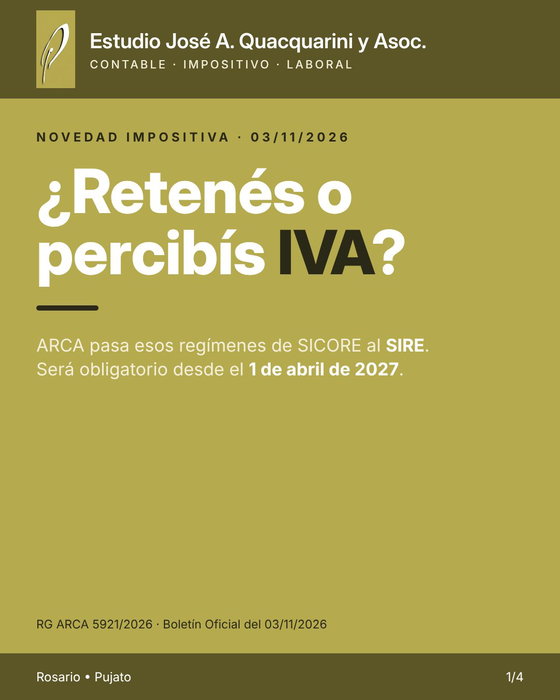 Estudio José A. Quacquarini y Asoc.
CONTABLE · IMPOSITIVO · LABORAL
NOVEDAD IMPOSITIVA · 03/11/2026
¿Retenés o
percibís IVA?
ARCA pasa esos regímenes de SICORE al SIRE.
Será obligatorio desde el 1 de abril de 2027.
RG ARCA 5921/2026 · Boletín Oficial del 03/11/2026
Rosario • Pujato
1/4